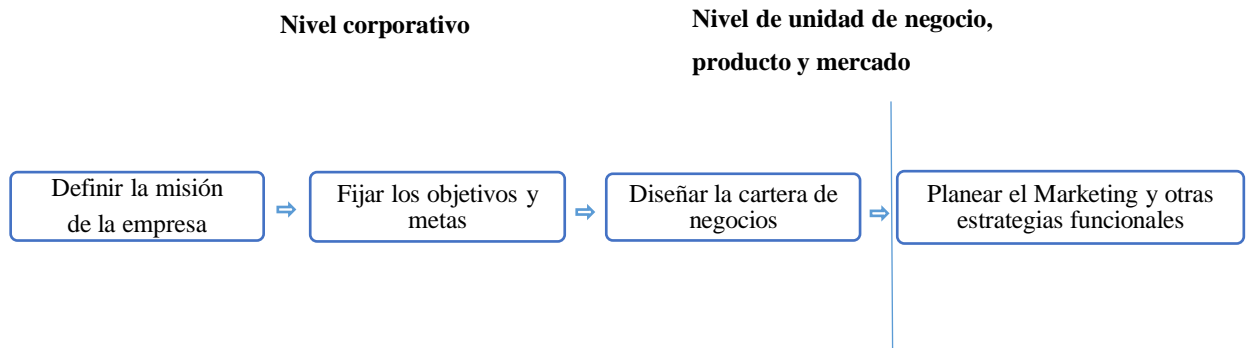 Nivel corporativo
Nivel de unidad de negocio,
producto y mercado
Definir la misión
de la empresa
Fijar los objetivos y
metas
Diseñar la cartera de
negocios
Planear el Marketing y otras
estrategias funcionales